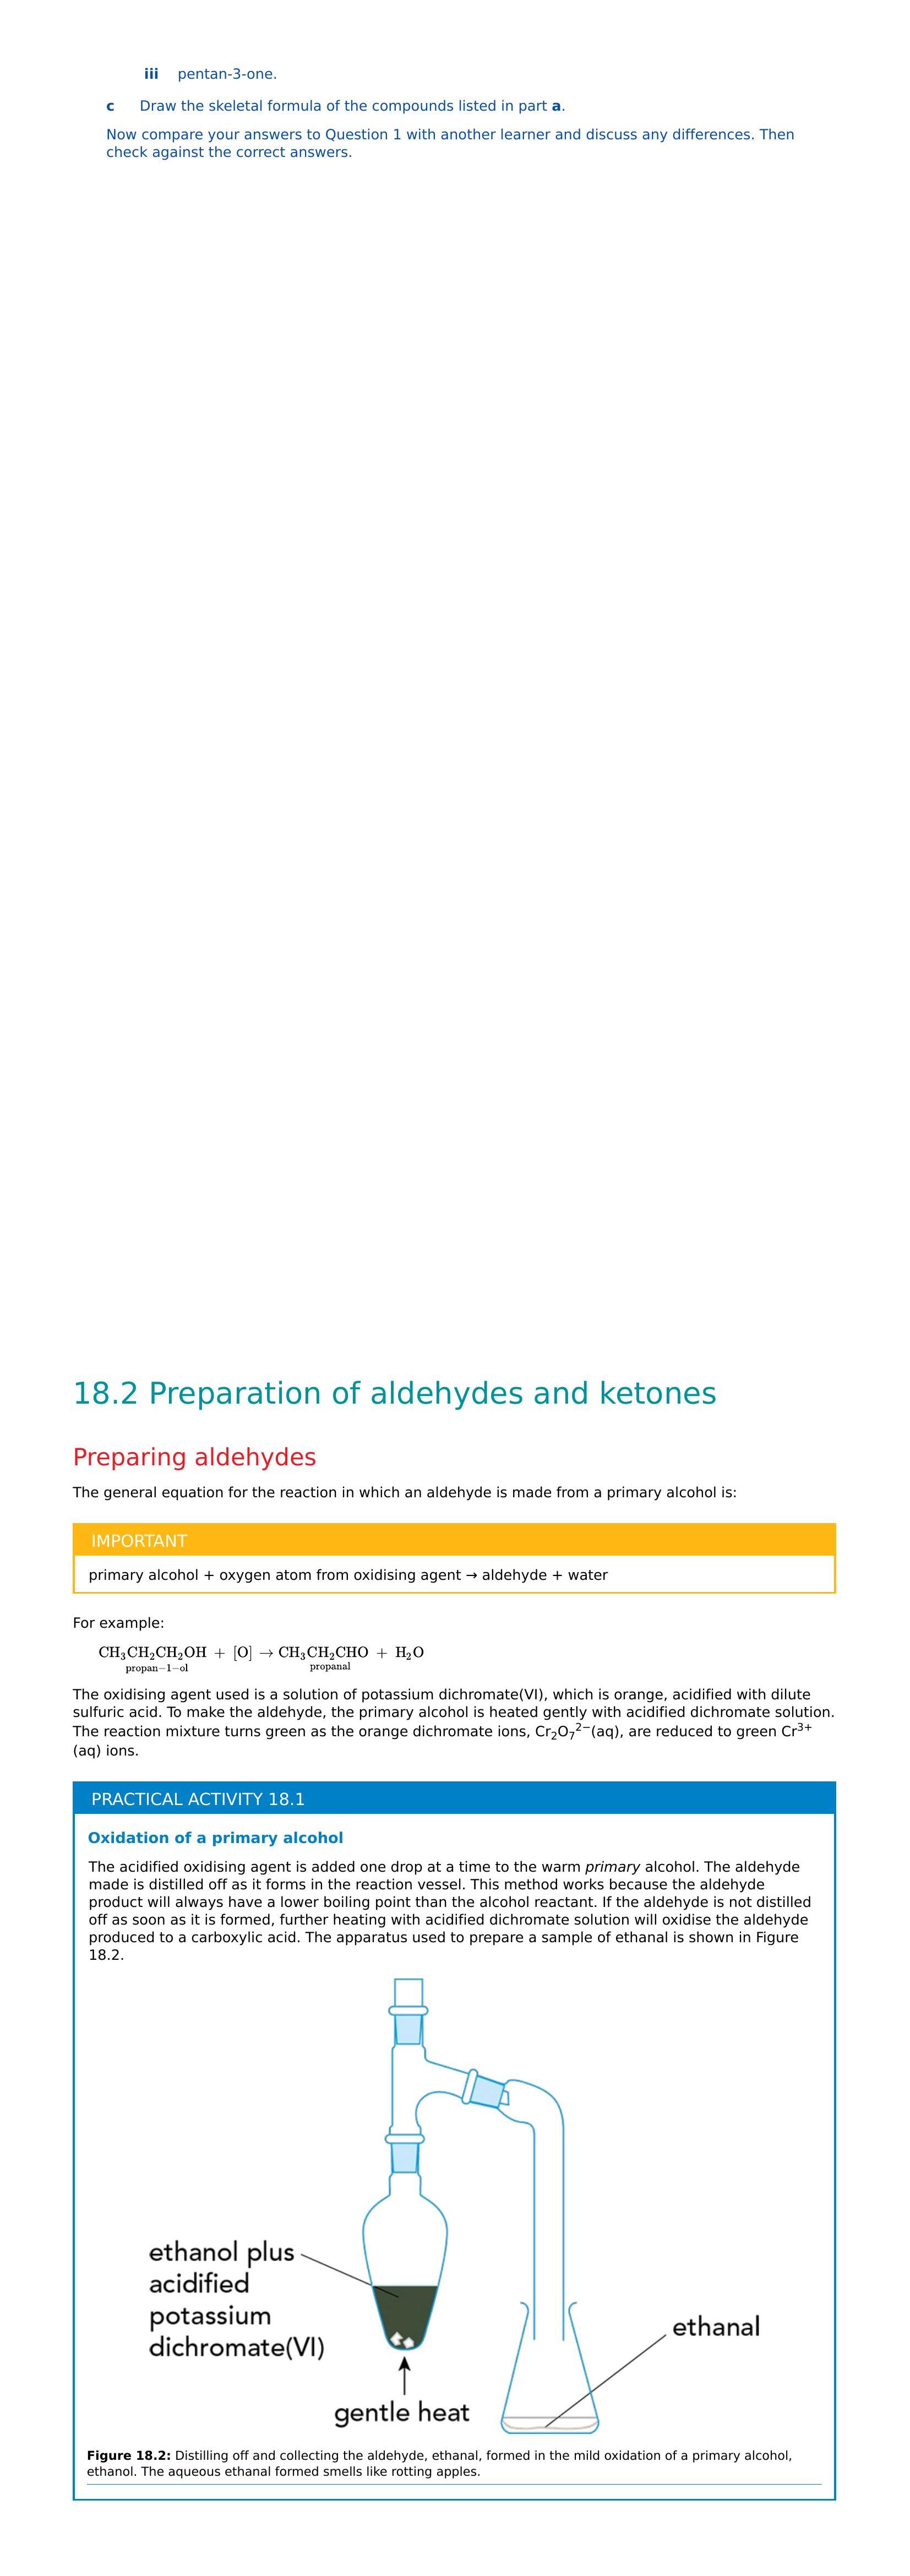 iii pentan-3-one.
c Draw the skeletal formula of the compounds listed in part a.
Now compare your answers to Question 1 with another learner and discuss any differences. Then
check against the correct answers.
18.2 Preparation of aldehydes and ketones
Preparing aldehydes
The general equation for the reaction in which an aldehyde is made from a primary alcohol is:
IMPORTANT
primary alcohol + oxygen atom from oxidising agent → aldehyde + water
For example:
CH₃CH₂CH₂OH + [O] → CH₃CH₂CHO + H₂O
propan−1−ol propanal
The oxidising agent used is a solution of potassium dichromate(VI), which is orange, acidified with dilute
sulfuric acid. To make the aldehyde, the primary alcohol is heated gently with acidified dichromate solution.
The reaction mixture turns green as the orange dichromate ions, Cr₂O₇²⁻(aq), are reduced to green Cr³⁺
(aq) ions.
PRACTICAL ACTIVITY 18.1
Oxidation of a primary alcohol
The acidified oxidising agent is added one drop at a time to the warm primary alcohol. The aldehyde
made is distilled off as it forms in the reaction vessel. This method works because the aldehyde
product will always have a lower boiling point than the alcohol reactant. If the aldehyde is not distilled
off as soon as it is formed, further heating with acidified dichromate solution will oxidise the aldehyde
produced to a carboxylic acid. The apparatus used to prepare a sample of ethanal is shown in Figure
18.2.
ethanol plus
acidified
potassium
dichromate(VI)
ethanal
gentle heat
Figure 18.2: Distilling off and collecting the aldehyde, ethanal, formed in the mild oxidation of a primary alcohol,
ethanol. The aqueous ethanal formed smells like rotting apples.